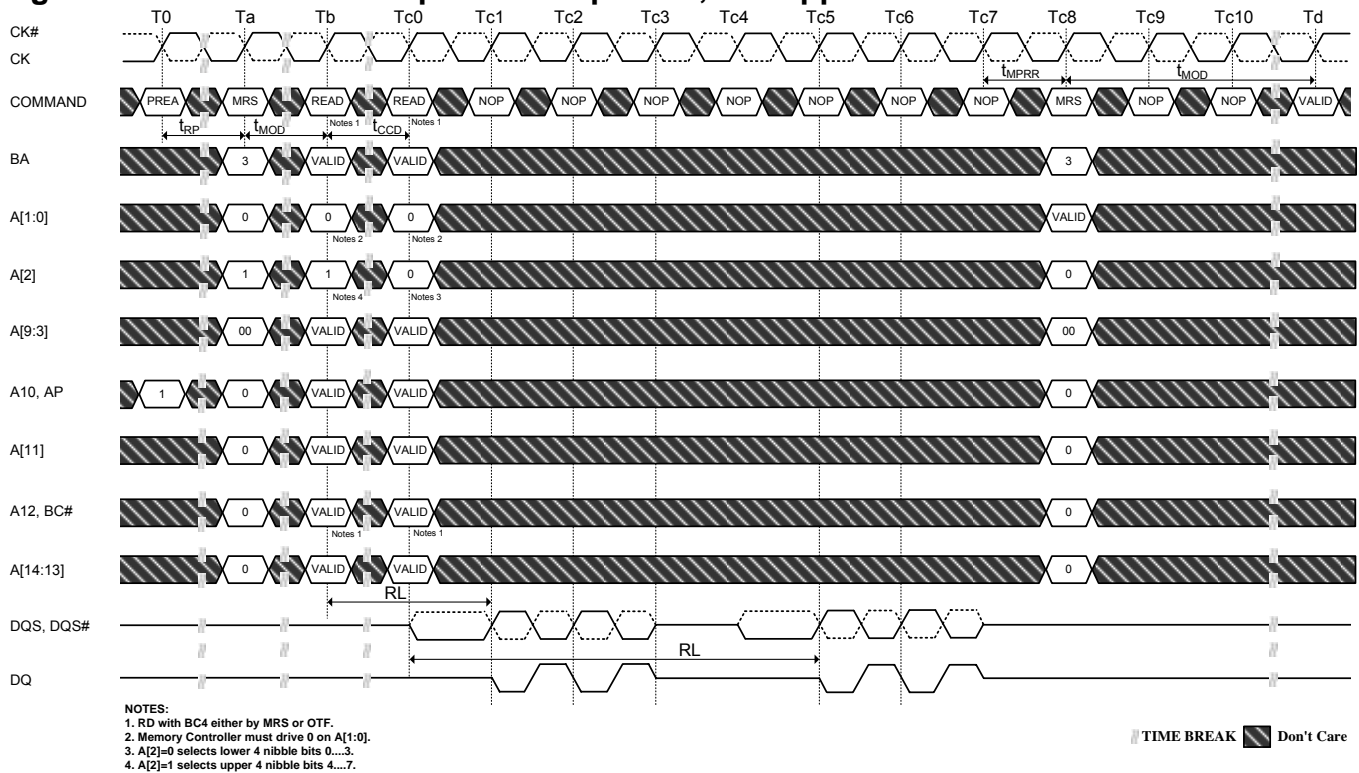 T0 Ta Tb Tc0 Tc1 Tc2 Tc3 Tc4 Tc5 Tc6 Tc7 Tc8 Tc9 Tc10 Td
CK#
CK
tMPRR tMOD
COMMAND PREA MRS READ READ NOP NOP NOP NOP NOP NOP NOP MRS NOP NOP VALID
Notes 1 Notes 1
tRP tMOD tCCD
BA 3 VALID VALID 3
A[1:0] 0 0 0 VALID
Notes 2 Notes 2
A[2] 1 1 0 0
Notes 4 Notes 3
A[9:3] 00 VALID VALID 00
A10, AP 1 0 VALID VALID 0
A[11] 0 VALID VALID 0
A12, BC# 0 VALID VALID 0
Notes 1 Notes 1
A[14:13] 0 VALID VALID 0
RL
DQS, DQS#
RL
DQ
NOTES:
1. RD with BC4 either by MRS or OTF.
2. Memory Controller must drive 0 on A[1:0].
3. A[2]=0 selects lower 4 nibble bits 0....3.
4. A[2]=1 selects upper 4 nibble bits 4....7.
TIME BREAK Don't Care